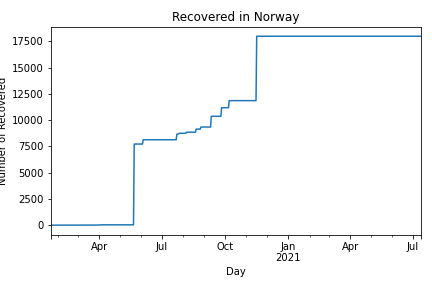 Recovered in Norway
Number of Recovered
17500
15000
12500
10000
7500
5000
2500
0
Apr
Jul
Oct
Jan
2021
Apr
Jul
Day